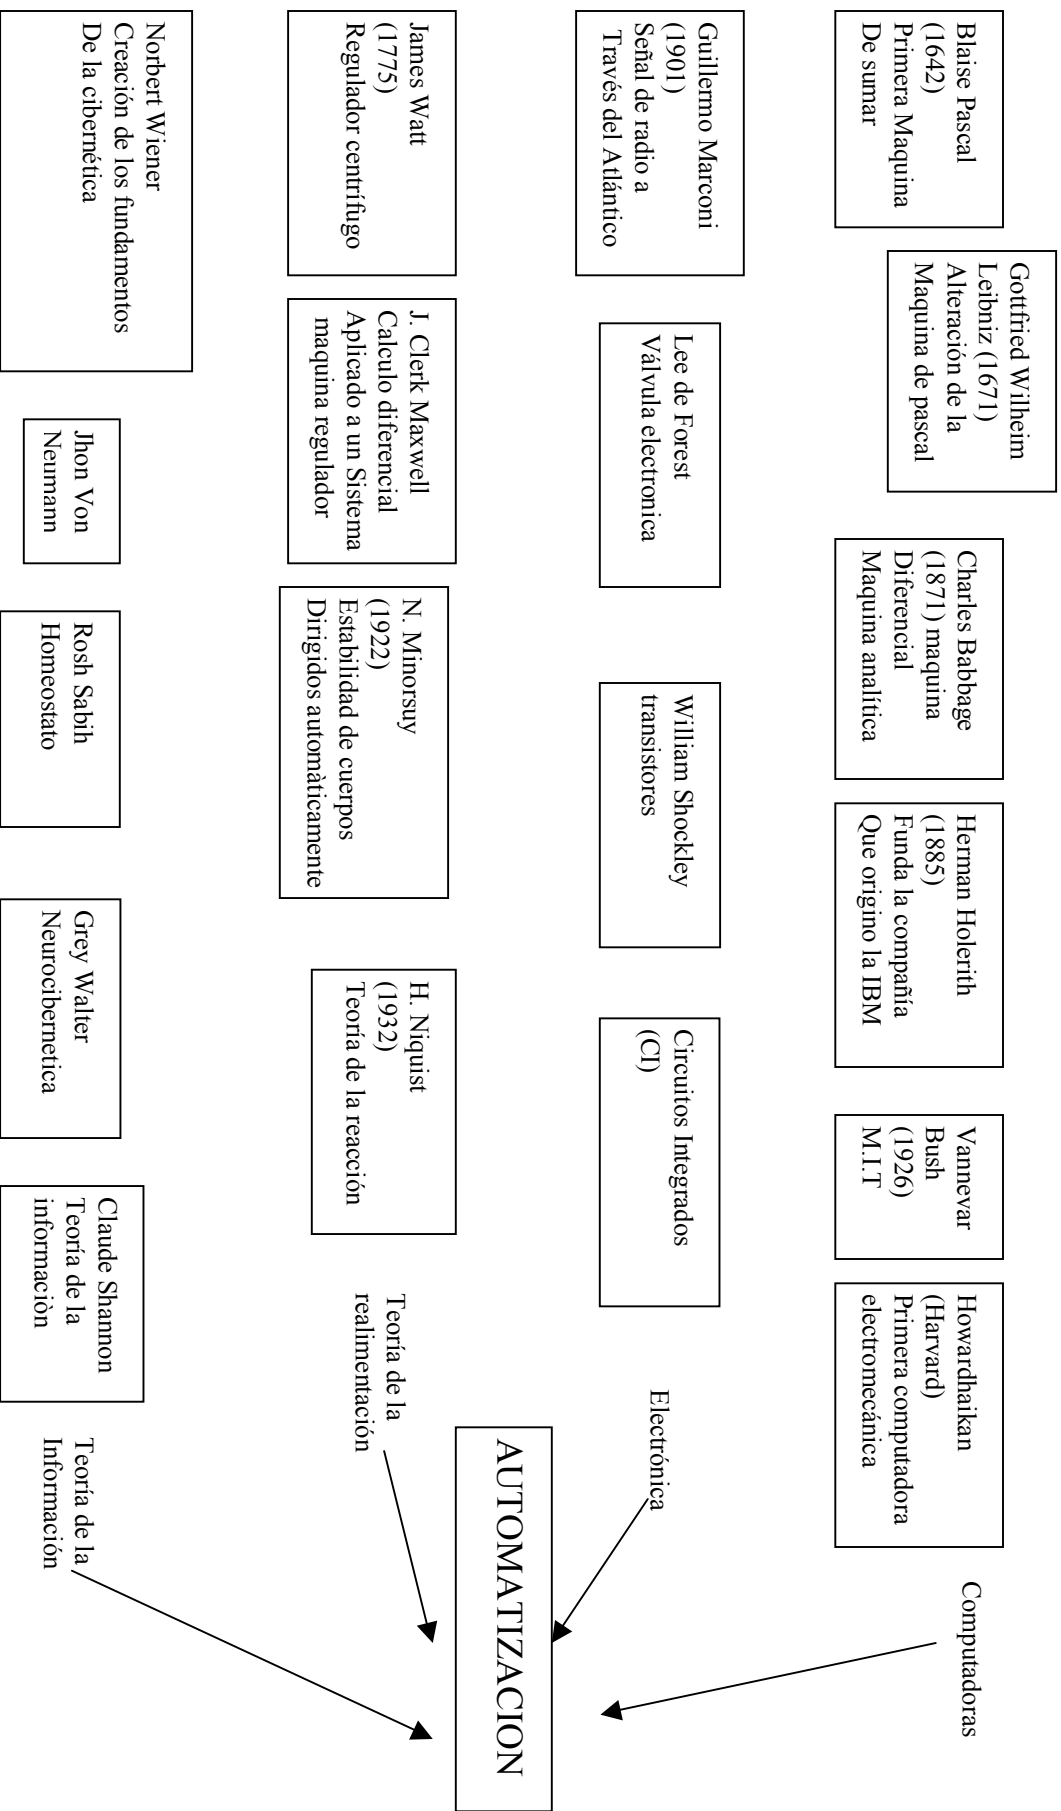 Blaise Pascal
(1642)
Primera Maquina
De sumar
Gottfried Wilheim
Leibniz (1671)
Alteración de la
Maquina de pascal
Charles Babbage
(1871) maquina
Diferencial
Maquina analítica
Herman Holerith
(1885)
Funda la compañía
Que origino la IBM
Vannevar
Bush
(1926)
M.I.T
Howardhaikan
(Harvard)
Primera computadora
electromecánica
Computadoras
Guillermo Marconi
(1901)
Señal de radio a
Través del Atlántico
Lee de Forest
Válvula electronica
William Shockley
transistores
Circuitos Integrados
(CI)
Electrónica
AUTOMATIZACION
James Watt
(1775)
Regulador centrífugo
J. Clerk Maxwell
Calculo diferencial
Aplicado a un Sistema
maquina regulador
N. Minorsuy
(1922)
Estabilidad de cuerpos
Dirigidos automàticamente
H. Niquist
(1932)
Teoría de la reacción
Teoría de la
realimentación
Norbert Wiener
Creación de los fundamentos
De la cibernética
Jhon Von
Neumann
Rosh Sabih
Homeostato
Grey Walter
Neurocibernetica
Claude Shannon
Teoría de la
informaciòn
Teoría de la
Información